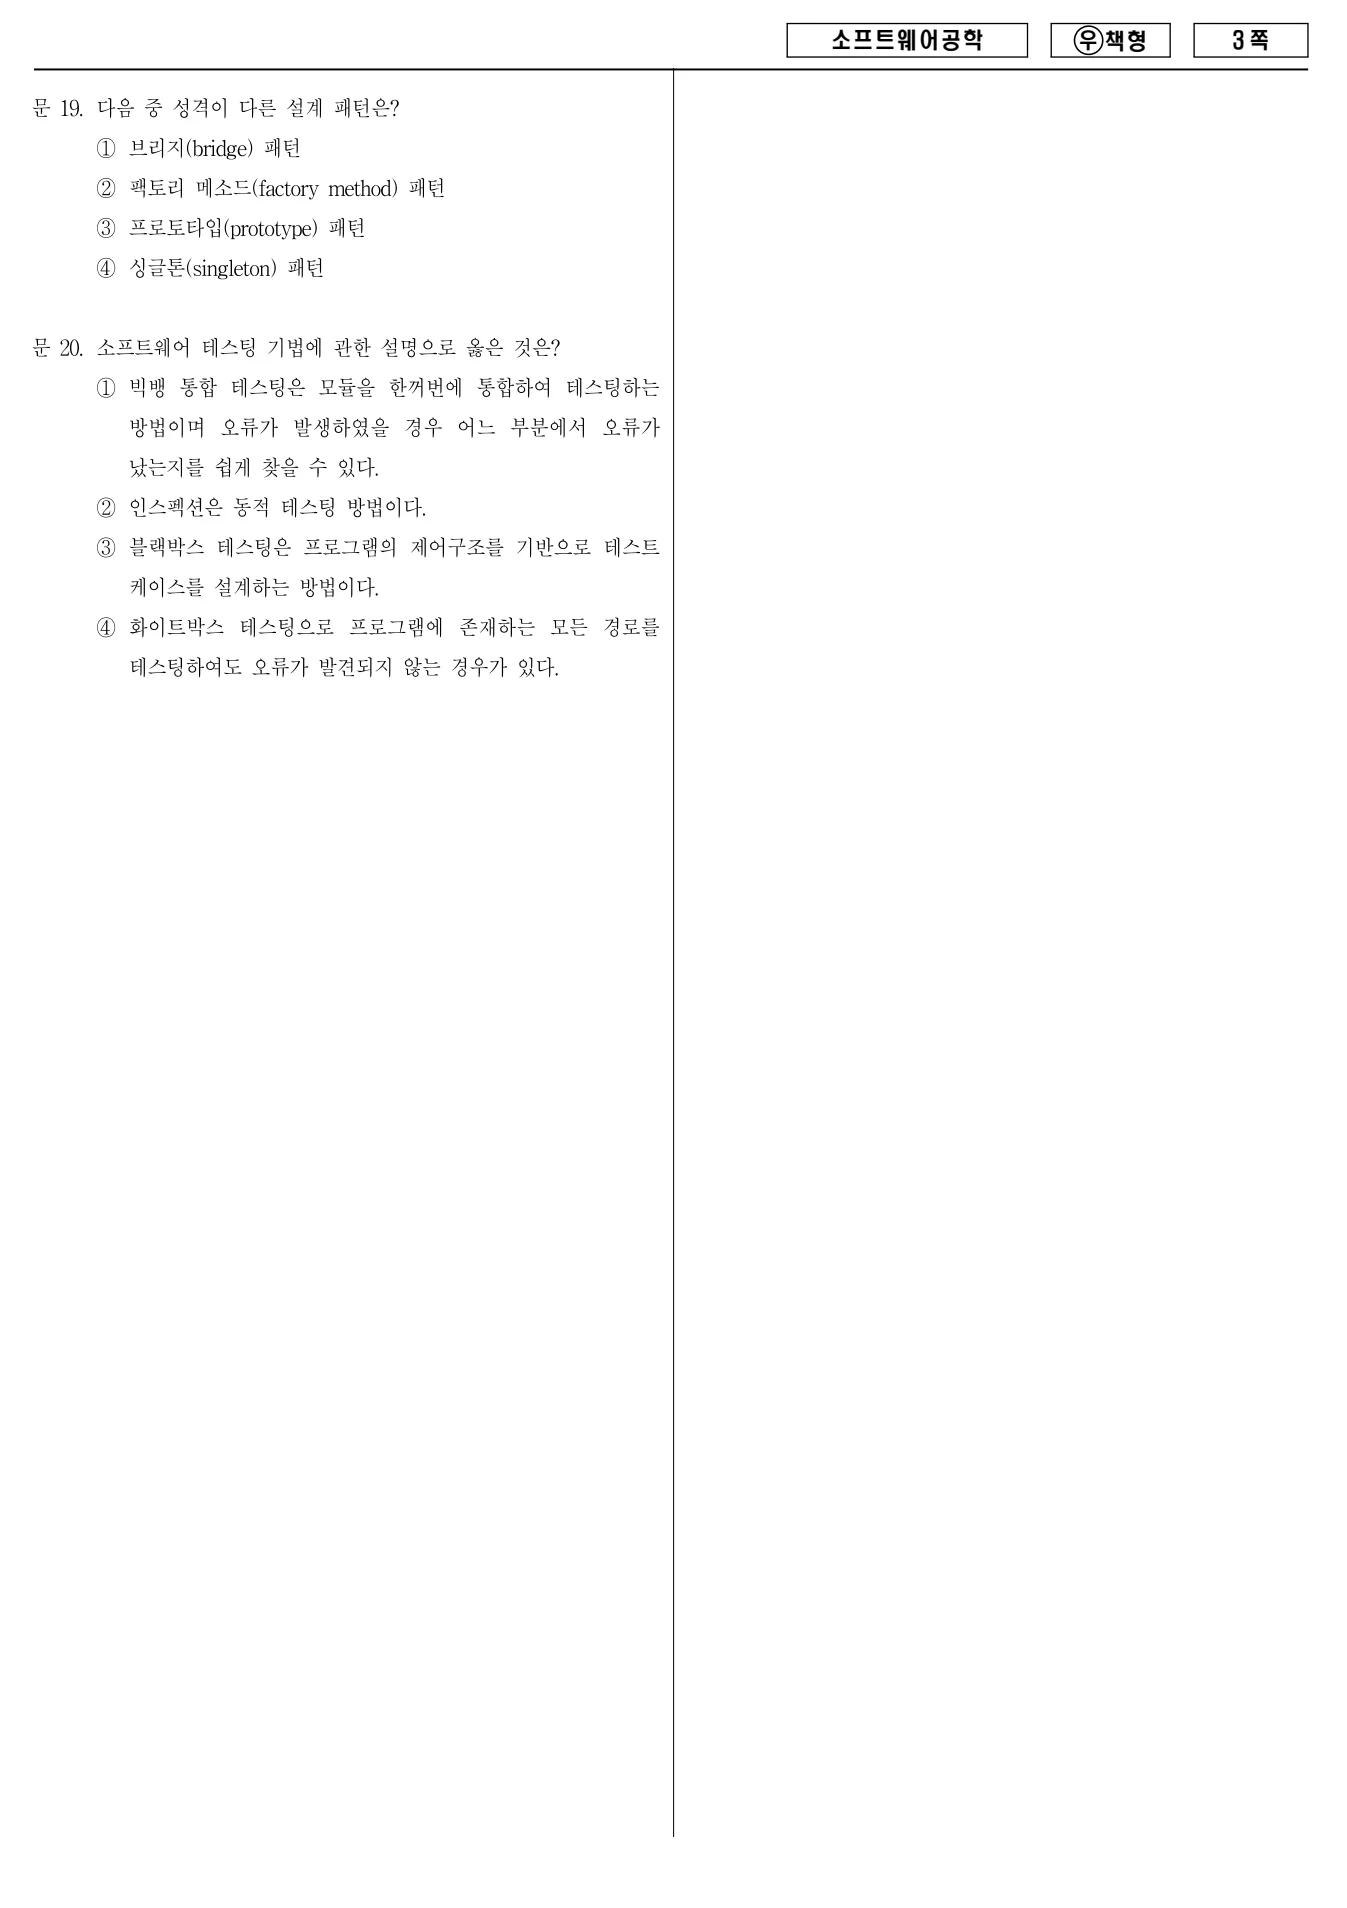 소프트웨어공학 ㉾책형 3쪽
문 19. 다음 중 성격이 다른 설계 패턴은?
① 브리지(bridge) 패턴
② 팩토리 메소드(factory method) 패턴
③ 프로토타입(prototype) 패턴
④ 싱글톤(singleton) 패턴
문 20. 소프트웨어 테스팅 기법에 관한 설명으로 옳은 것은?
① 빅뱅 통합 테스팅은 모듈을 한꺼번에 통합하여 테스팅하는
방법이며 오류가 발생하였을 경우 어느 부분에서 오류가
났는지를 쉽게 찾을 수 있다.
② 인스펙션은 동적 테스팅 방법이다.
③ 블랙박스 테스팅은 프로그램의 제어구조를 기반으로 테스트
케이스를 설계하는 방법이다.
④ 화이트박스 테스팅으로 프로그램에 존재하는 모든 경로를
테스팅하여도 오류가 발견되지 않는 경우가 있다.